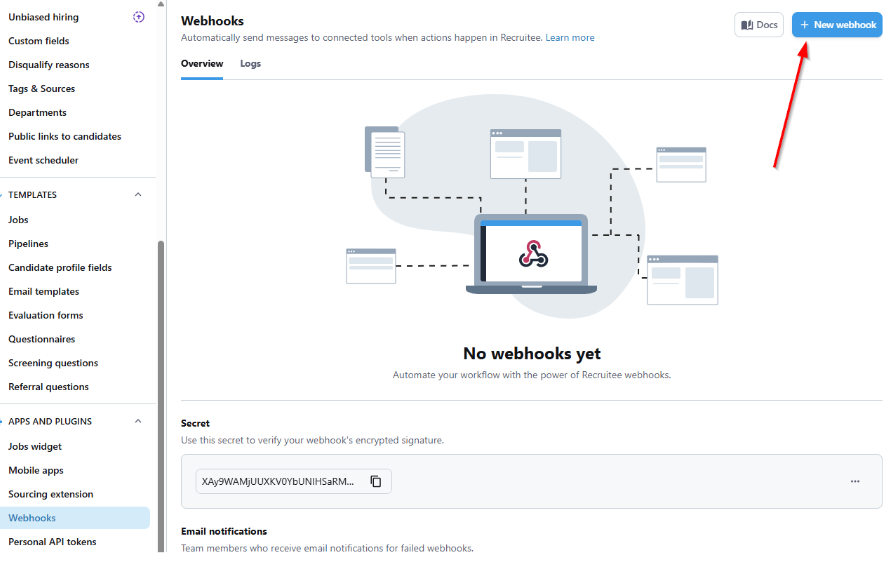 Unbiased hiring
Custom fields
Disqualify reasons
Tags & Sources
Departments
Public links to candidates
Event scheduler
TEMPLATES
Jobs
Pipelines
Candidate profile fields
Email templates
Evaluation forms
Questionnaires
Screening questions
Referral questions
APPS AND PLUGINS
Jobs widget
Mobile apps
Sourcing extension
Webhooks
Personal API tokens
Webhooks
Automatically send messages to connected tools when actions happen in Recruitee. Learn more
Docs
+ New webhook
Overview
Logs
No webhooks yet
Automate your workflow with the power of Recruitee webhooks.
Secret
Use this secret to verify your webhook's encrypted signature.
XAy9WAMjUUXKV0YbUNIHSaRM...
Email notifications
Team members who receive email notifications for failed webhooks.